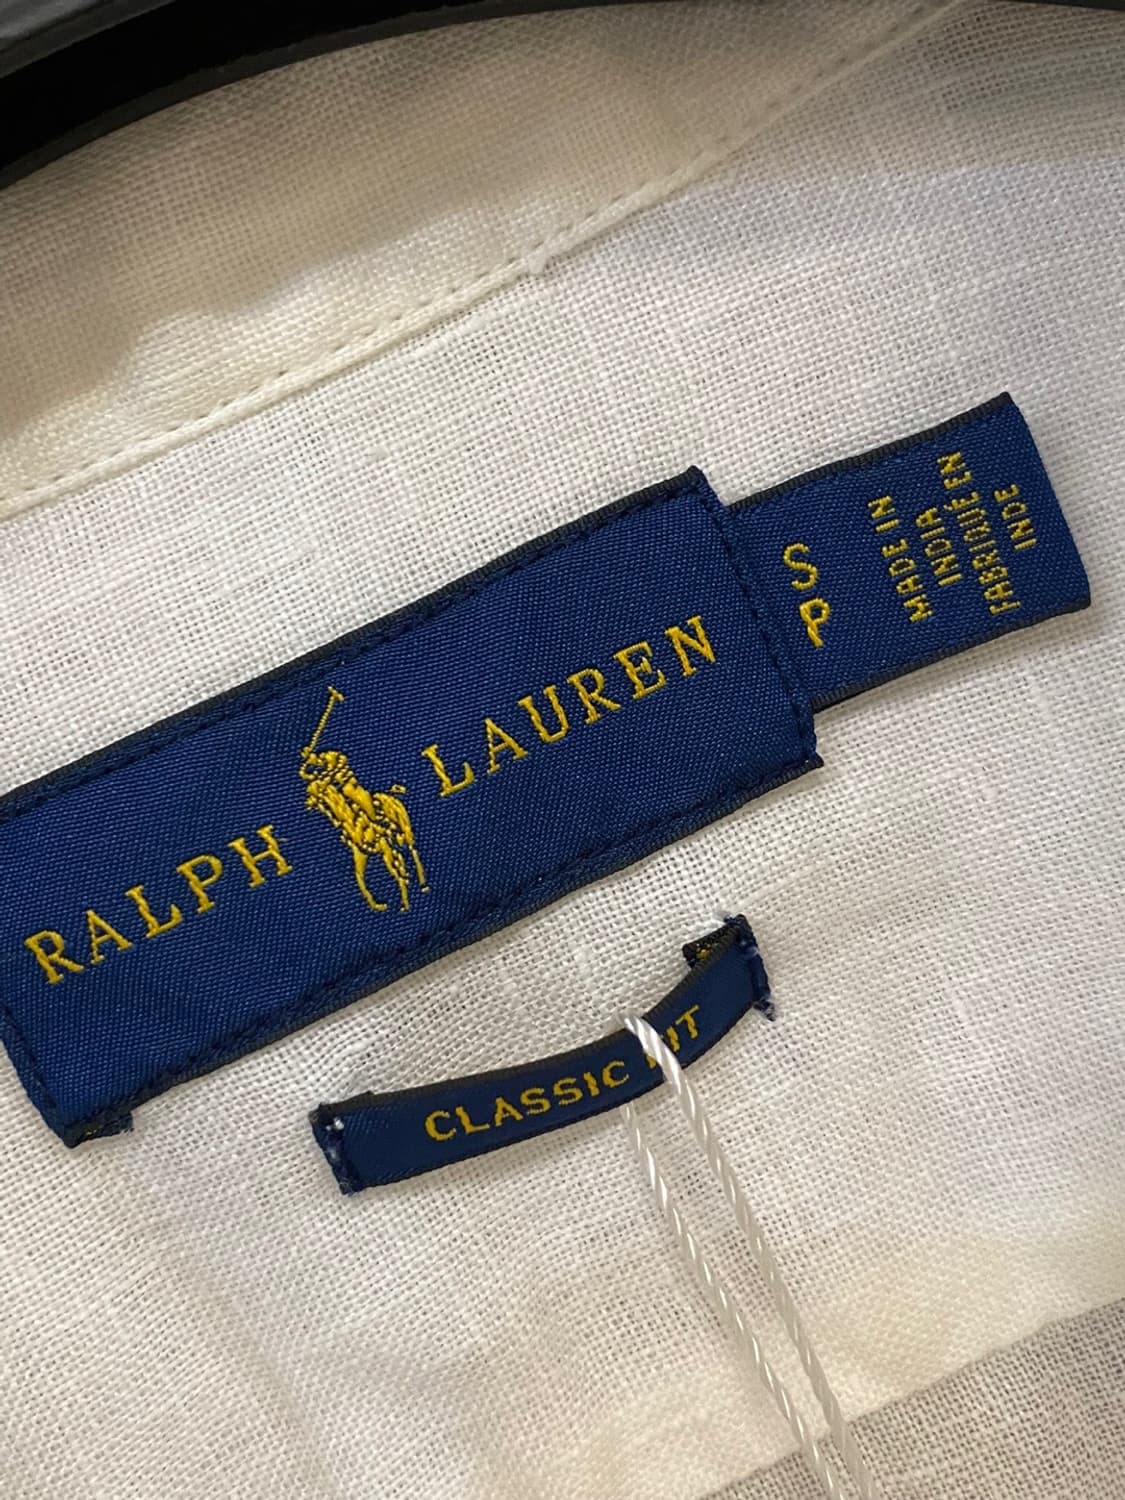 RALPH LAUREN
S
P
MADE IN
INDIA
FABRIQUÉ EN
INDE
CLASSIC